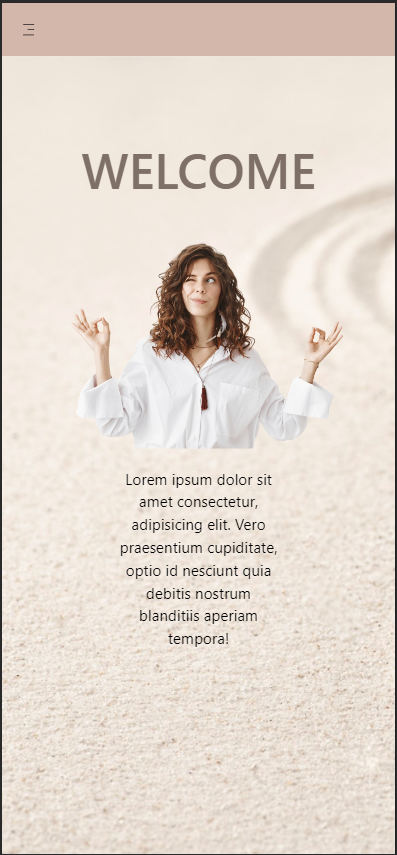 WELCOME
Lorem ipsum dolor sit
amet consectetur,
adipisicing elit. Vero
praesentium cupiditate,
optio id nesciunt quia
debitis nostrum
blanditiis aperiam
tempora!